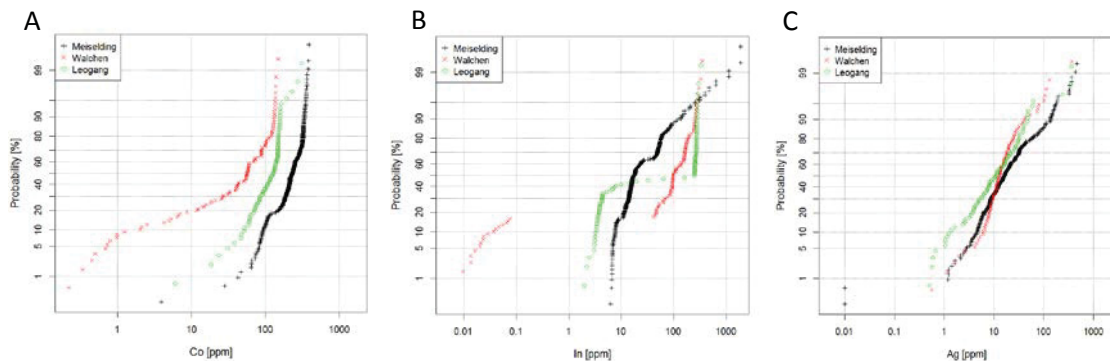 A
Meiselding
Walchen
Leogang
Probability [%]
99
90
80
60
40
20
10
5
1
1
10
100
1000
Co [ppm]
B
Meiselding
Walchen
Leogang
Probability [%]
99
90
80
60
40
20
10
5
1
0.01
0.1
1
10
100
1000
In [ppm]
C
Meiselding
Walchen
Leogang
Probability [%]
99
90
80
60
40
20
10
5
1
0.01
0.1
1
10
100
1000
Ag [ppm]